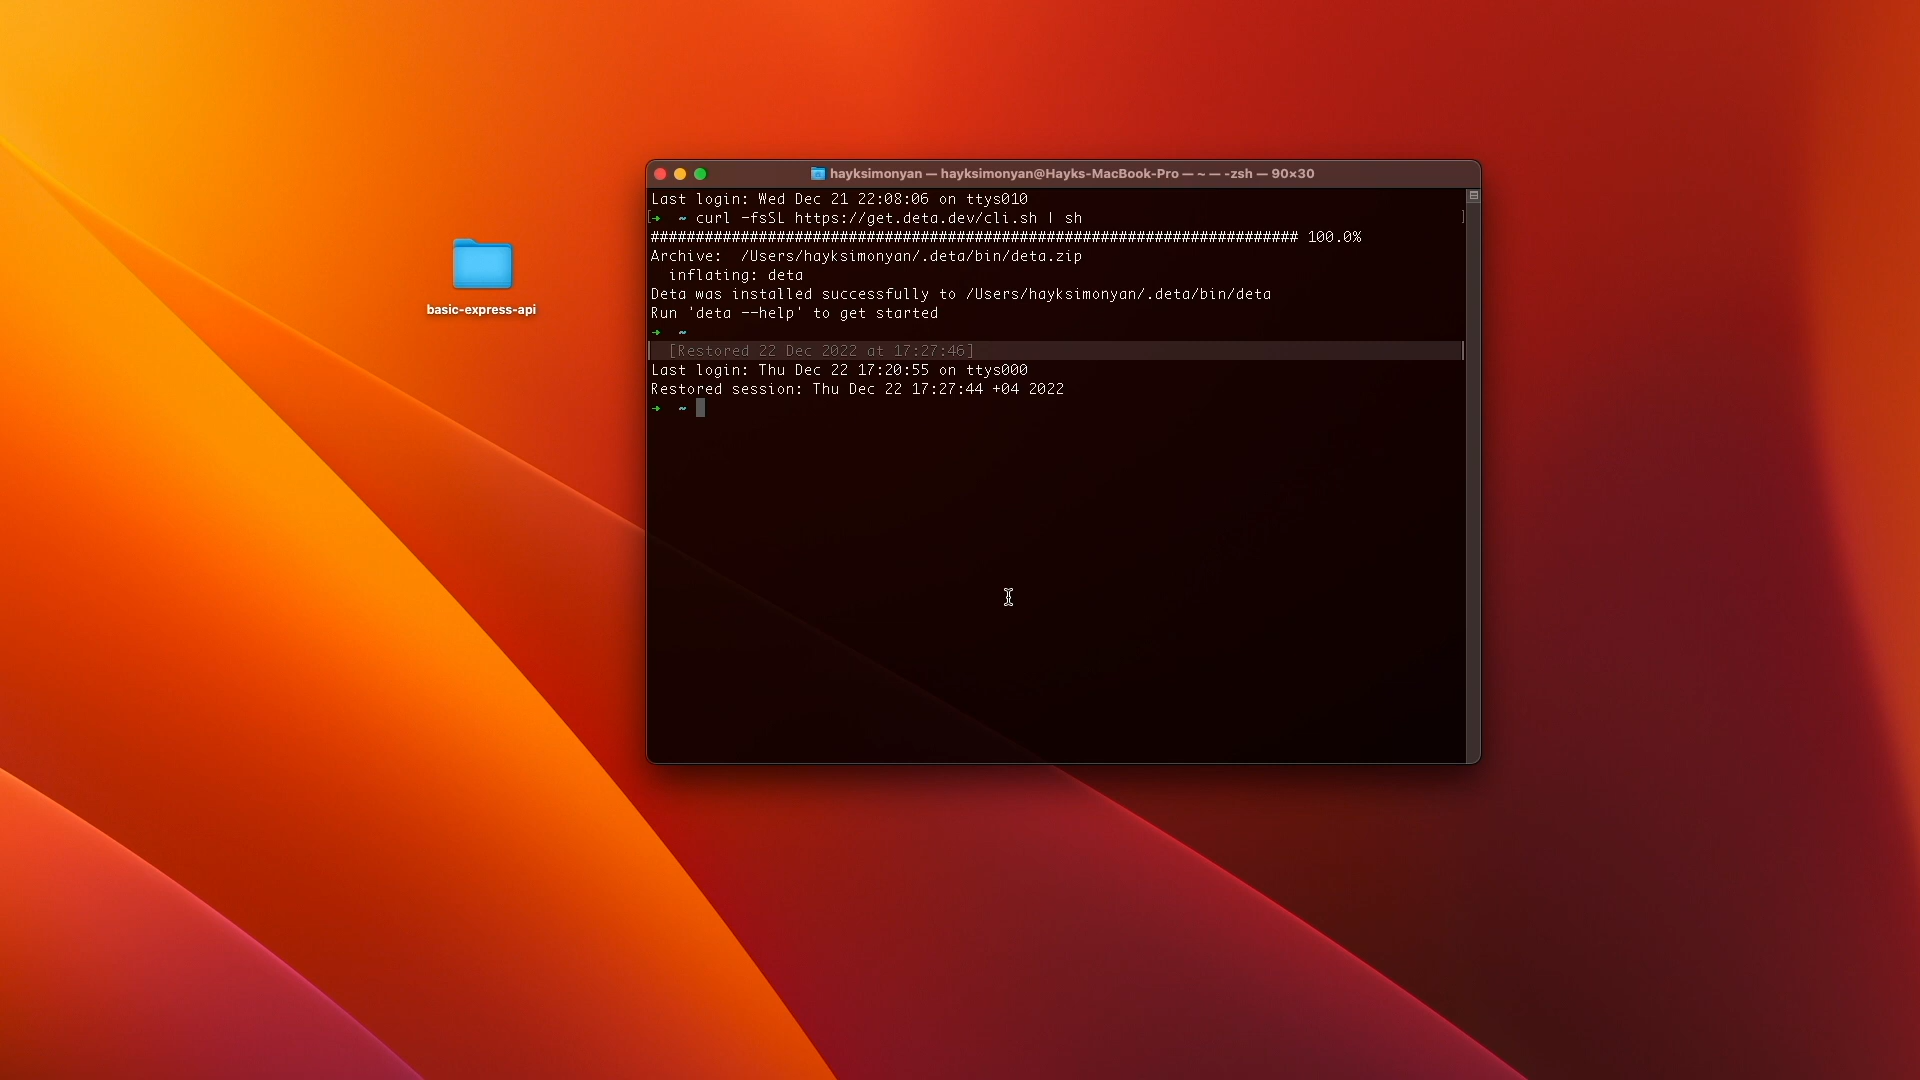 hayksimonyan — hayksimonyan@Hayks-MacBook-Pro — ~ — -zsh — 90×30
Last login: Wed Dec 21 22:08:06 on ttys010
[➜  ~ curl -fsSL https://get.deta.dev/cli.sh | sh ]
######################################################################## 100.0%
Archive:  /Users/hayksimonyan/.deta/bin/deta.zip
  inflating: deta
Deta was installed successfully to /Users/hayksimonyan/.deta/bin/deta
Run 'deta --help' to get started
➜  ~
[Restored 22 Dec 2022 at 17:27:46]
Last login: Thu Dec 22 17:20:55 on ttys000
Restored session: Thu Dec 22 17:27:44 +04 2022
➜  ~
basic-express-api